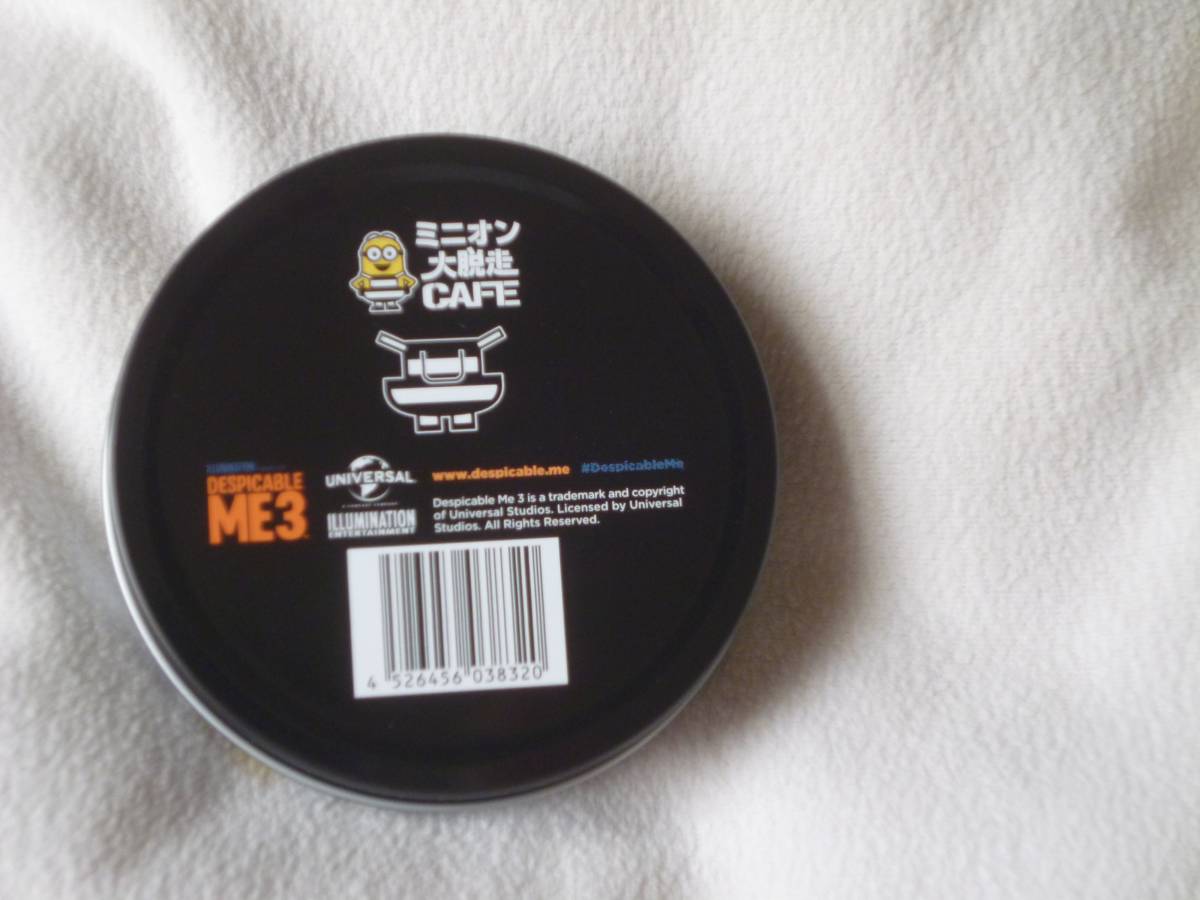 ミニオン
大脱走
CAFE
ILLUMINATION
DESPICABLE
ME3
UNIVERSAL
ILLUMINATION
ENTERTAINMENT
www.despicable.me #DespicableMe
Despicable Me 3 is a trademark and copyright
of Universal Studios. Licensed by Universal
Studios. All Rights Reserved.
4 526456 038320